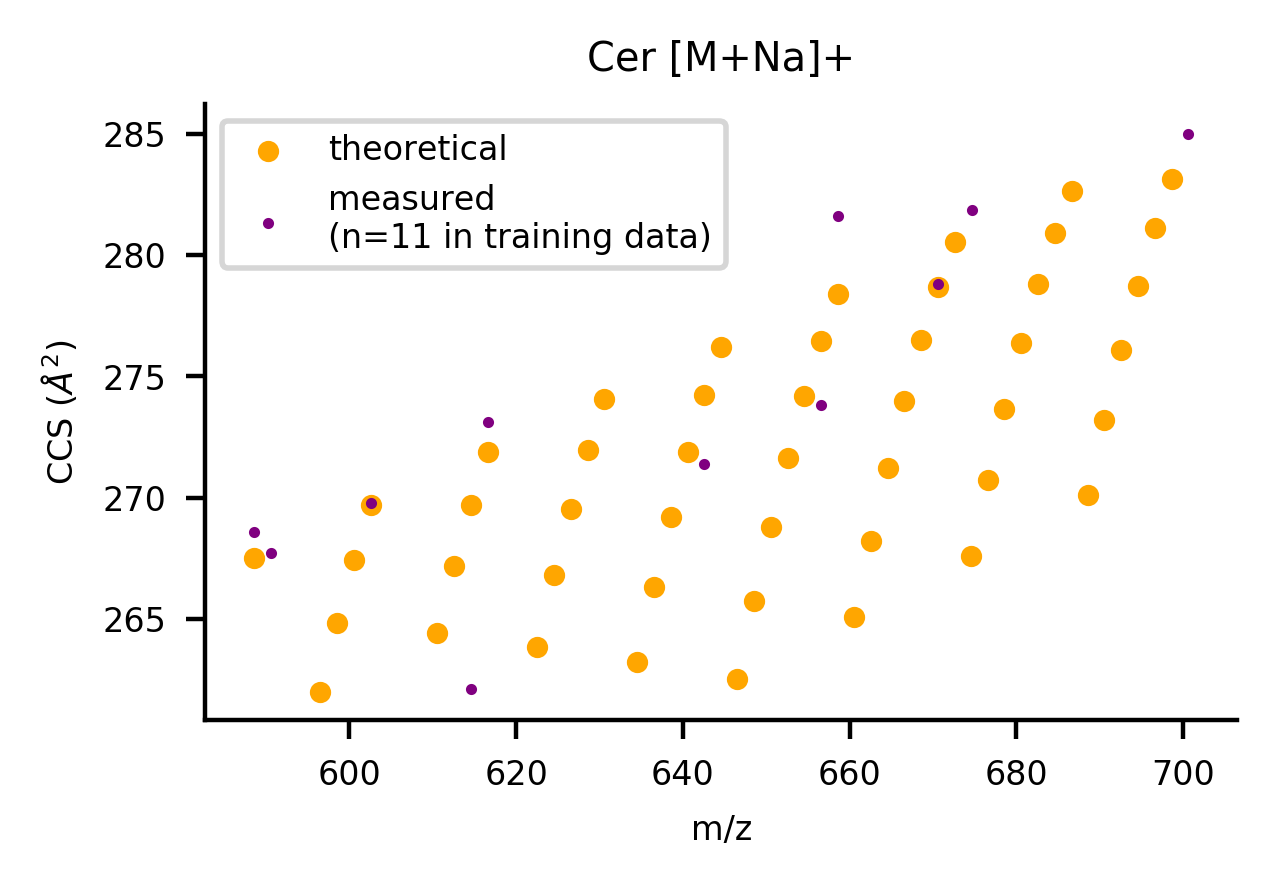 Cer [M+Na]+
theoretical
measured
(n=11 in training data)
285
280
275
270
265
CCS (Å²)
600
620
640
660
680
700
m/z